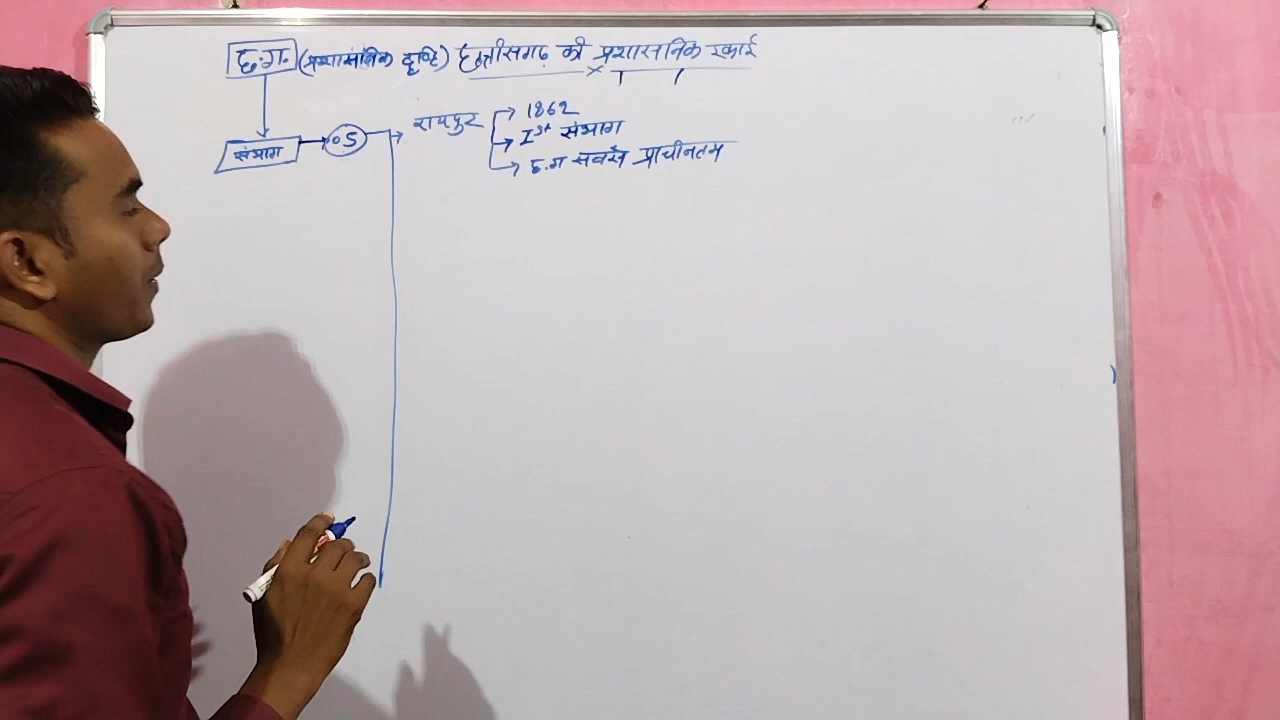 छ.ग. (प्रशासनिक दृष्टि) छत्तीसगढ़ की प्रशासनिक इकाई
संभाग → 05 → रायपुर → 1862
→ Ist संभाग
→ छ.ग सबसे प्राचीनतम